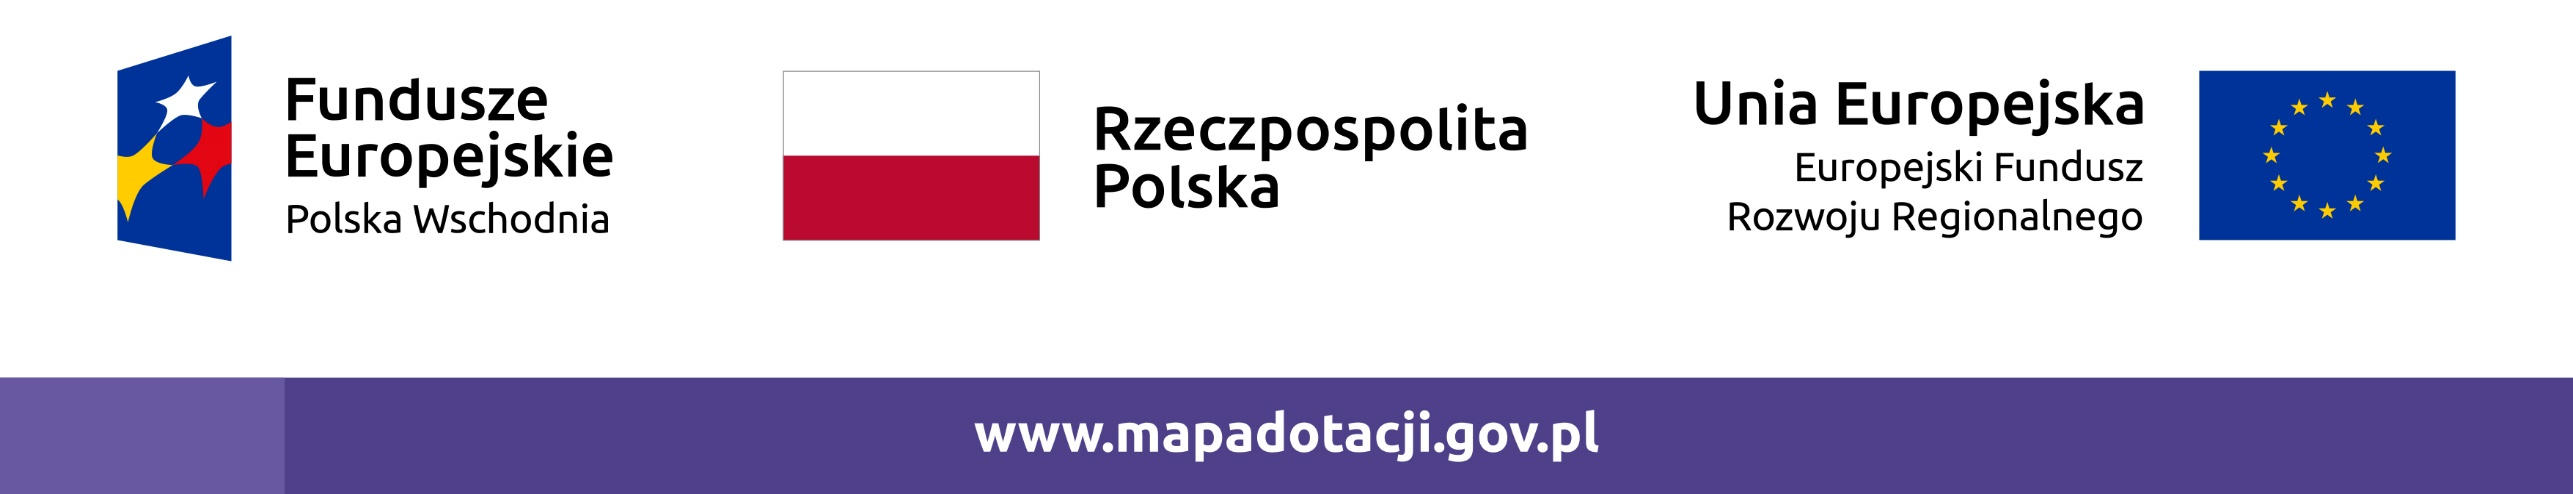 Fundusze
Europejskie
Polska Wschodnia
Rzeczpospolita
Polska
Unia Europejska
Europejski Fundusz
Rozwoju Regionalnego
www.mapadotacji.gov.pl